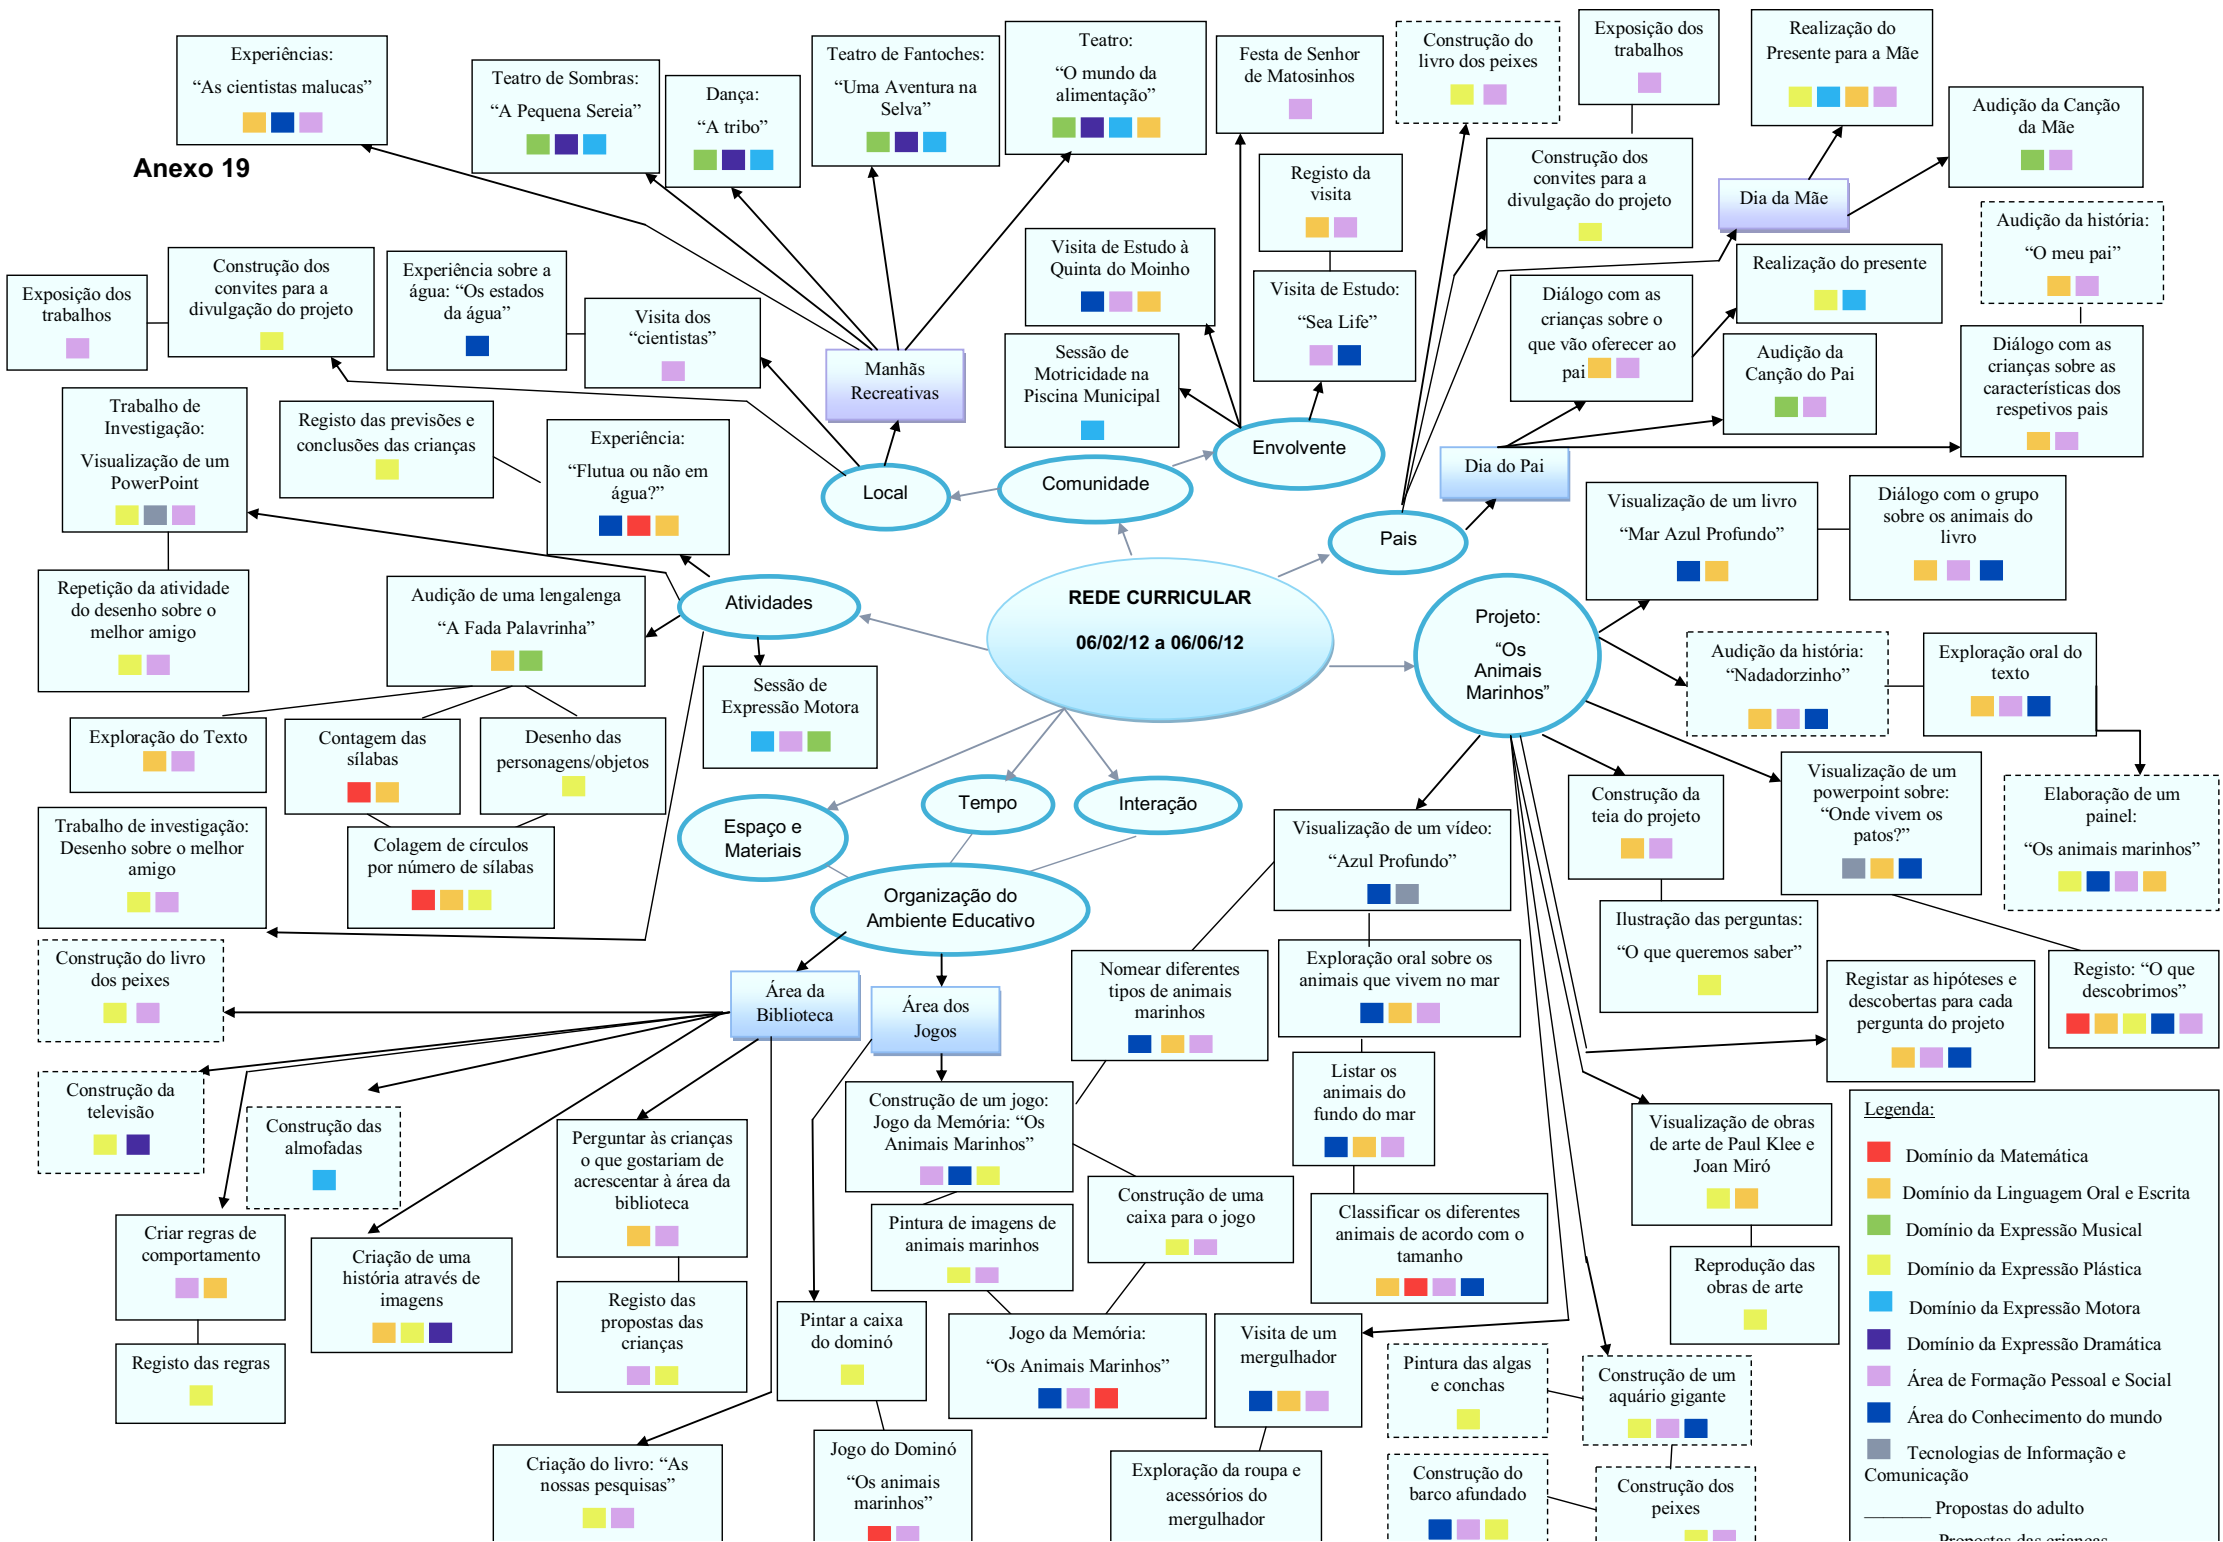 Anexo 19
Experiências:
“As cientistas malucas”
Teatro de Sombras:
“A Pequena Sereia”
Dança:
“A tribo”
Teatro de Fantoches:
“Uma Aventura na
Selva”
Teatro:
“O mundo da
alimentação”
Festa de Senhor
de Matosinhos
Construção do
livro dos peixes
Exposição dos
trabalhos
Realização do
Presente para a Mãe
Audição da Canção
da Mãe
Construção dos
convites para a
divulgação do projeto
Dia da Mãe
Registo da
visita
Visita de Estudo à
Quinta do Moinho
Visita de Estudo:
“Sea Life”
Sessão de
Motricidade na
Piscina Municipal
Audição da história:
“O meu pai”
Realização do presente
Diálogo com as
crianças sobre o
que vão oferecer ao
pai
Audição da
Canção do Pai
Diálogo com as
crianças sobre as
características dos
respetivos pais
Exposição dos
trabalhos
Construção dos
convites para a
divulgação do projeto
Experiência sobre a
água: “Os estados
da água”
Visita dos
“cientistas”
Manhãs
Recreativas
Trabalho de
Investigação:
Visualização de um
PowerPoint
Registo das previsões e
conclusões das crianças
Experiência:
“Flutua ou não em
água?”
Local
Comunidade
Envolvente
Dia do Pai
Pais
Visualização de um livro
“Mar Azul Profundo”
Diálogo com o grupo
sobre os animais do
livro
Repetição da atividade
do desenho sobre o
melhor amigo
Audição de uma lengalenga
“A Fada Palavrinha”
Atividades
REDE CURRICULAR
06/02/12 a 06/06/12
Projeto:
“Os
Animais
Marinhos”
Audição da história:
“Nadadorzinho”
Exploração oral do
texto
Sessão de
Expressão Motora
Exploração do Texto
Contagem das
sílabas
Desenho das
personagens/objetos
Trabalho de investigação:
Desenho sobre o melhor
amigo
Colagem de círculos
por número de sílabas
Espaço e
Materiais
Tempo
Interação
Organização do
Ambiente Educativo
Visualização de um vídeo:
“Azul Profundo”
Construção da
teia do projeto
Visualização de um
powerpoint sobre:
“Onde vivem os
patos?”
Elaboração de um
painel:
“Os animais marinhos”
Ilustração das perguntas:
“O que queremos saber”
Construção do livro
dos peixes
Área da
Biblioteca
Área dos
Jogos
Nomear diferentes
tipos de animais
marinhos
Exploração oral sobre os
animais que vivem no mar
Registar as hipóteses e
descobertas para cada
pergunta do projeto
Registo: “O que
descobrimos”
Construção da
televisão
Construção das
almofadas
Perguntar às crianças
o que gostariam de
acrescentar à área da
biblioteca
Construção de um jogo:
Jogo da Memória: “Os
Animais Marinhos”
Listar os
animais do
fundo do mar
Visualização de obras
de arte de Paul Klee e
Joan Miró
Criar regras de
comportamento
Criação de uma
história através de
imagens
Pintura de imagens de
animais marinhos
Construção de uma
caixa para o jogo
Classificar os diferentes
animais de acordo com o
tamanho
Reprodução das
obras de arte
Registo das regras
Registo das
propostas das
crianças
Pintar a caixa
do dominó
Jogo da Memória:
“Os Animais Marinhos”
Visita de um
mergulhador
Pintura das algas
e conchas
Construção de um
aquário gigante
Criação do livro: “As
nossas pesquisas”
Jogo do Dominó
“Os animais
marinhos”
Exploração da roupa e
acessórios do
mergulhador
Construção do
barco afundado
Construção dos
peixes
Legenda:
Domínio da Matemática
Domínio da Linguagem Oral e Escrita
Domínio da Expressão Musical
Domínio da Expressão Plástica
Domínio da Expressão Motora
Domínio da Expressão Dramática
Área de Formação Pessoal e Social
Área do Conhecimento do mundo
Tecnologias de Informação e
Comunicação
_______ Propostas do adulto
Propostas das crianças